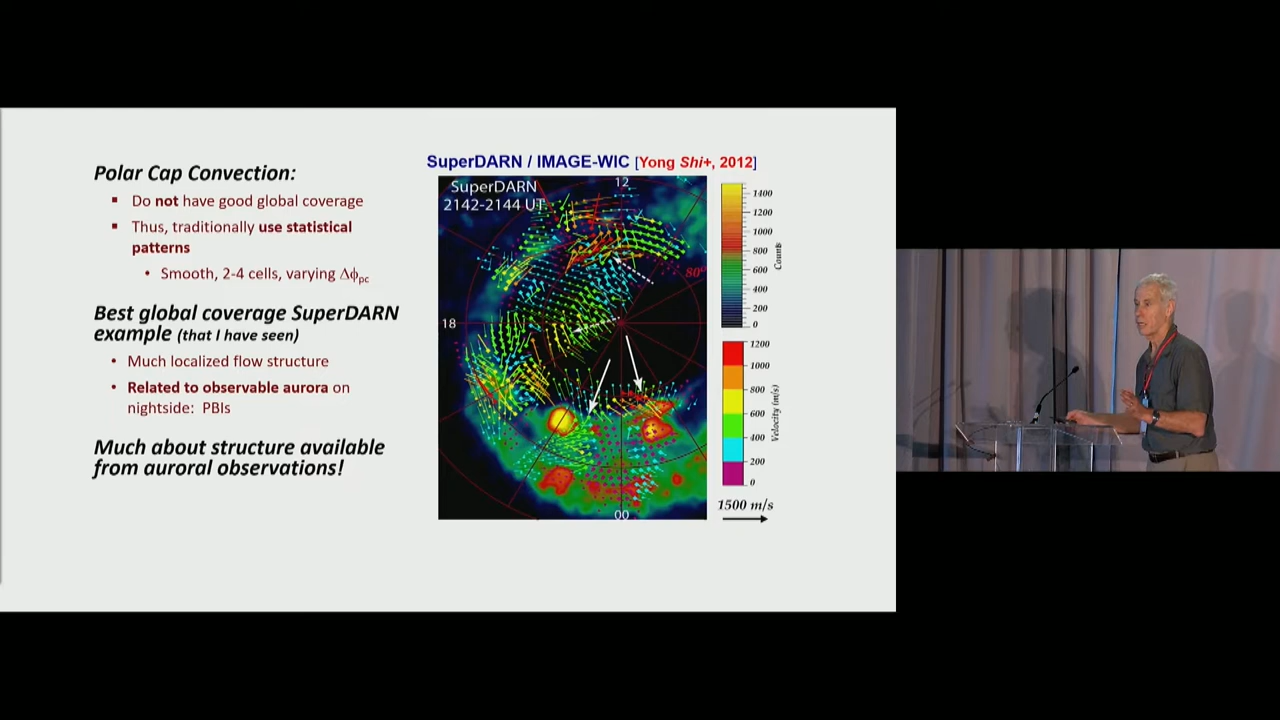 Polar Cap Convection:
▪ Do not have good global coverage
▪ Thus, traditionally use statistical
patterns
• Smooth, 2-4 cells, varying Δϕpc
Best global coverage SuperDARN
example (that I have seen)
• Much localized flow structure
• Related to observable aurora on
nightside: PBIs
Much about structure available
from auroral observations!
SuperDARN / IMAGE-WIC [Yong Shi+, 2012]
SuperDARN
2142-2144 UT
12
80°
18
00
1400
1200
1000
800
600
400
200
0
Counts
1200
1000
800
600
400
200
0
Velocity (m/s)
1500 m/s